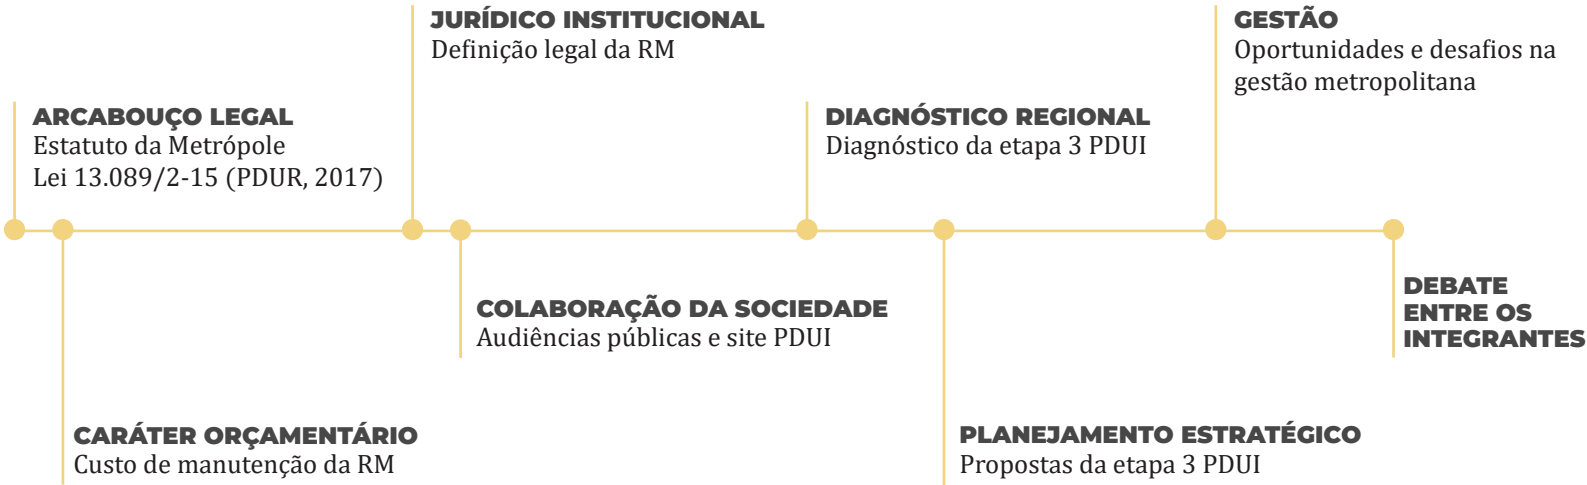 ARCABOUÇO LEGAL
Estatuto da Metrópole
Lei 13.089/2-15 (PDUR, 2017)
CARÁTER ORÇAMENTÁRIO
Custo de manutenção da RM
JURÍDICO INSTITUCIONAL
Definição legal da RM
COLABORAÇÃO DA SOCIEDADE
Audiências públicas e site PDUI
DIAGNÓSTICO REGIONAL
Diagnóstico da etapa 3 PDUI
PLANEJAMENTO ESTRATÉGICO
Propostas da etapa 3 PDUI
GESTÃO
Oportunidades e desafios na
gestão metropolitana
DEBATE
ENTRE OS
INTEGRANTES